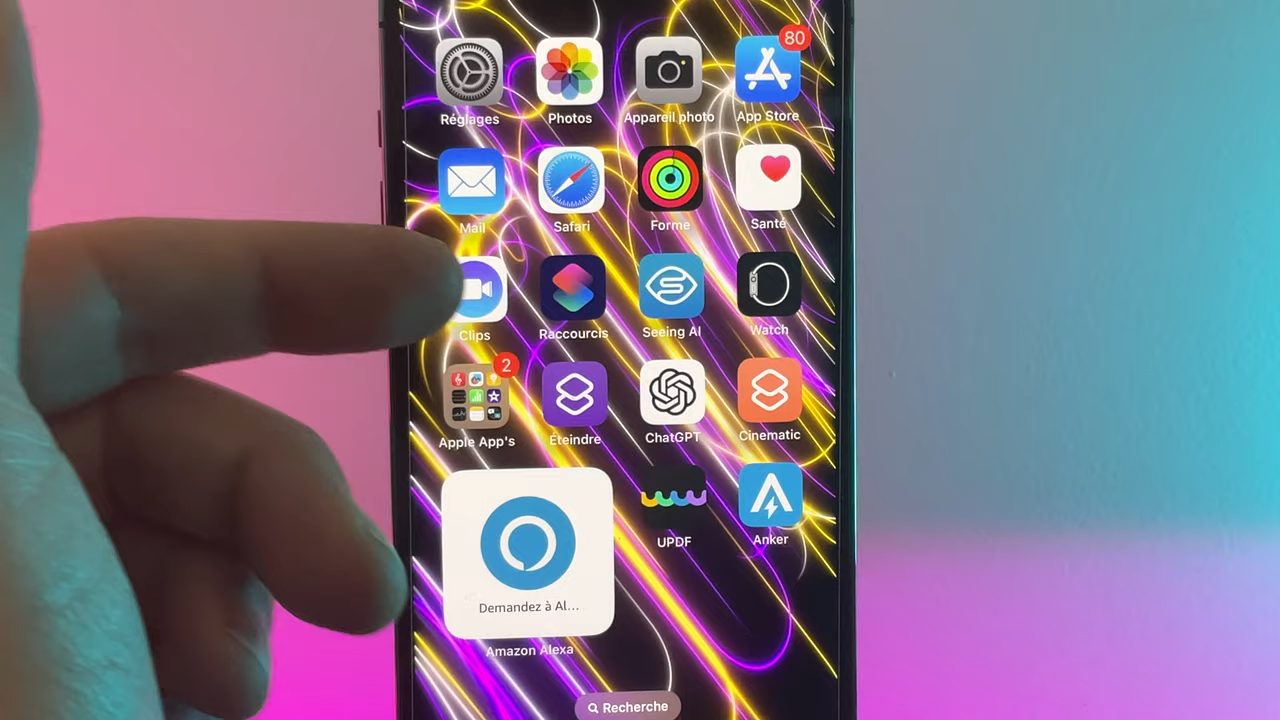 80
Réglages
Photos
Appareil photo
App Store
Mail
Safari
Forme
Santé
Clips
Raccourcis
Seeing AI
Watch
2
Apple App's
Éteindre
ChatGPT
Cinematic
Demandez à Al...
Amazon Alexa
UPDF
Anker
Recherche